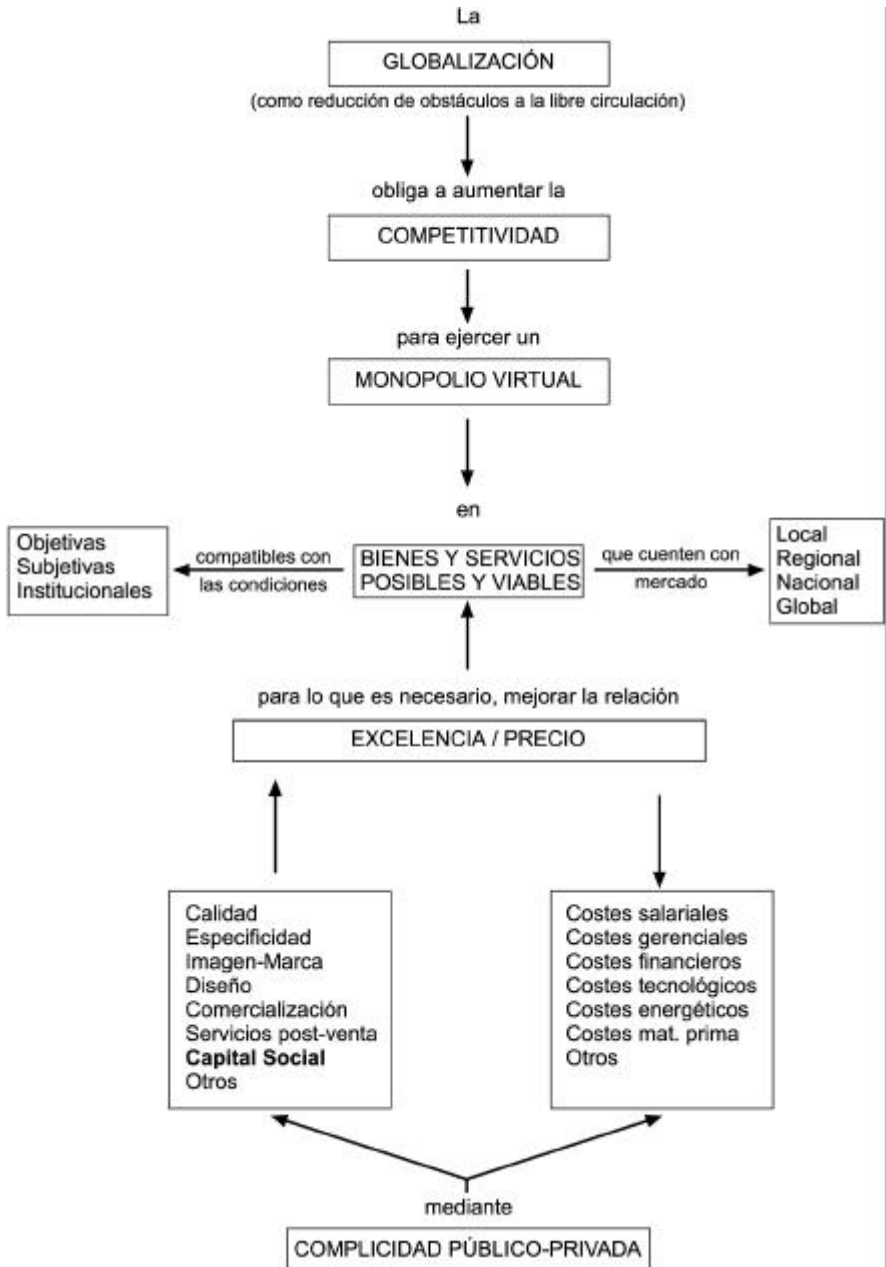 La
GLOBALIZACIÓN
(como reducción de obstáculos a la libre circulación)
obliga a aumentar la
COMPETITIVIDAD
para ejercer un
MONOPOLIO VIRTUAL
en
Objetivas
Subjetivas
Institucionales
compatibles con
las condiciones
BIENES Y SERVICIOS
POSIBLES Y VIABLES
que cuenten con
mercado
Local
Regional
Nacional
Global
para lo que es necesario, mejorar la relación
EXCELENCIA / PRECIO
Calidad
Especificidad
Imagen-Marca
Diseño
Comercialización
Servicios post-venta
Capital Social
Otros
Costes salariales
Costes gerenciales
Costes financieros
Costes tecnológicos
Costes energéticos
Costes mat. prima
Otros
mediante
COMPLICIDAD PÚBLICO-PRIVADA